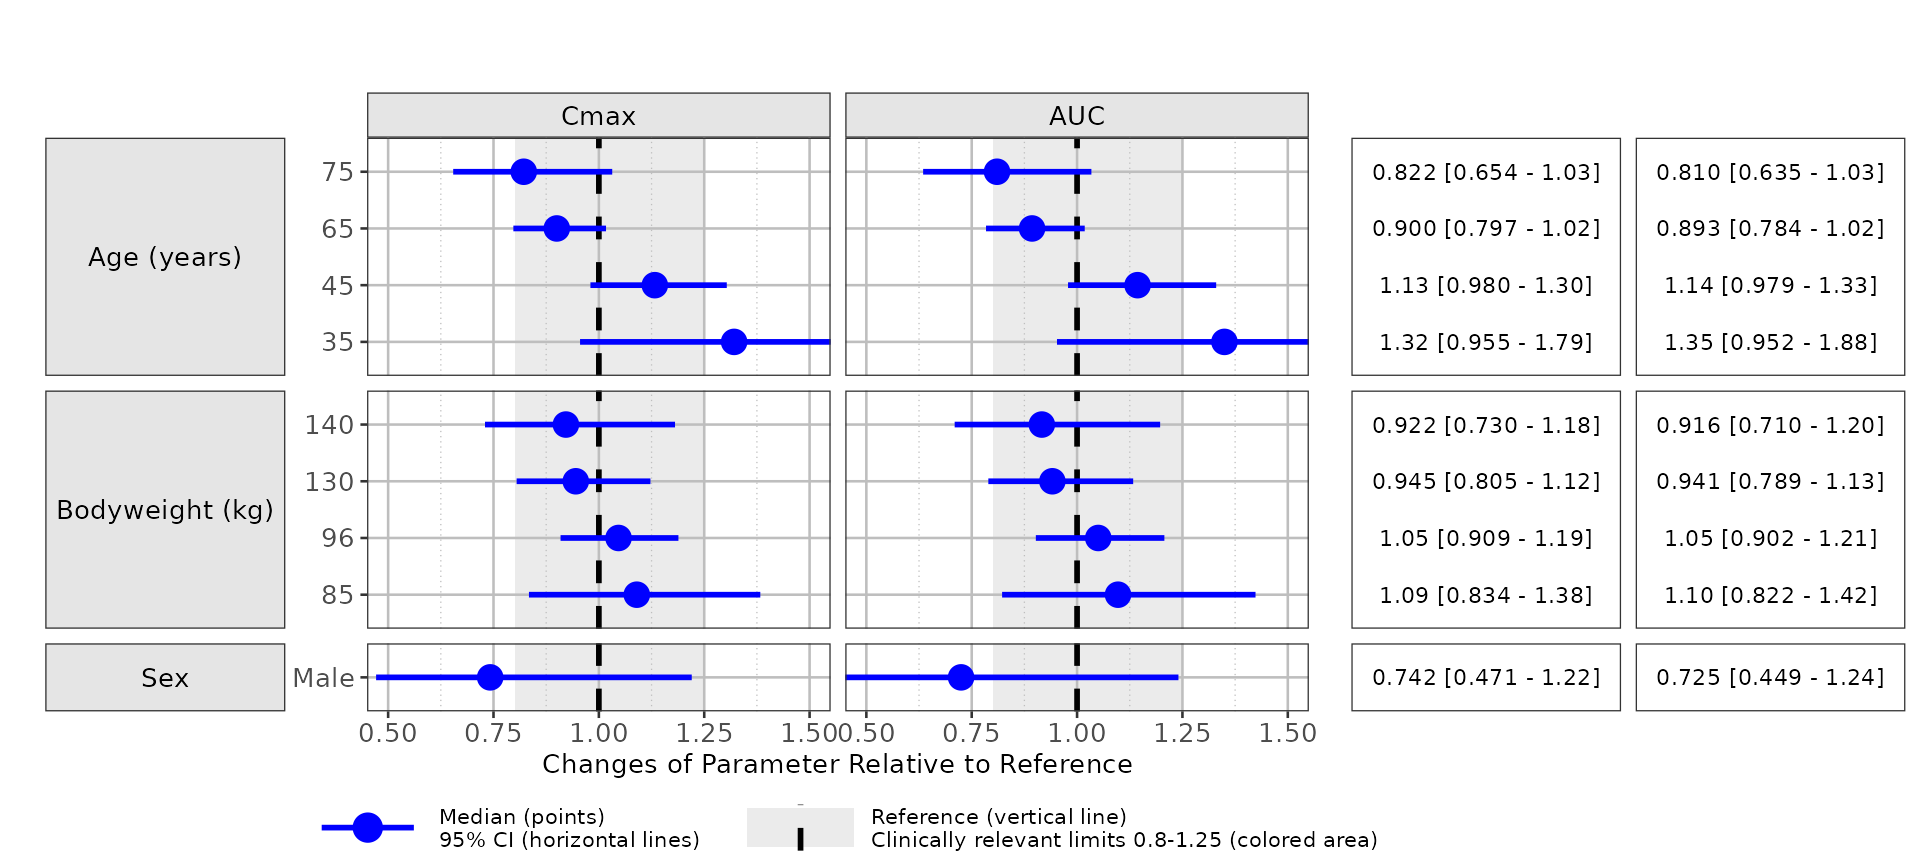 Cmax AUC
75 0.822 [0.654 - 1.03] 0.810 [0.635 - 1.03]
65 0.900 [0.797 - 1.02] 0.893 [0.784 - 1.02]
Age (years)
45 1.13 [0.980 - 1.30] 1.14 [0.979 - 1.33]
35 1.32 [0.955 - 1.79] 1.35 [0.952 - 1.88]
140 0.922 [0.730 - 1.18] 0.916 [0.710 - 1.20]
130 0.945 [0.805 - 1.12] 0.941 [0.789 - 1.13]
Bodyweight (kg)
96 1.05 [0.909 - 1.19] 1.05 [0.902 - 1.21]
85 1.09 [0.834 - 1.38] 1.10 [0.822 - 1.42]
Sex Male 0.742 [0.471 - 1.22] 0.725 [0.449 - 1.24]
0.50 0.75 1.00 1.25 1.50 0.50 0.75 1.00 1.25 1.50
Changes of Parameter Relative to Reference
Median (points)
95% CI (horizontal lines)
Reference (vertical line)
Clinically relevant limits 0.8-1.25 (colored area)